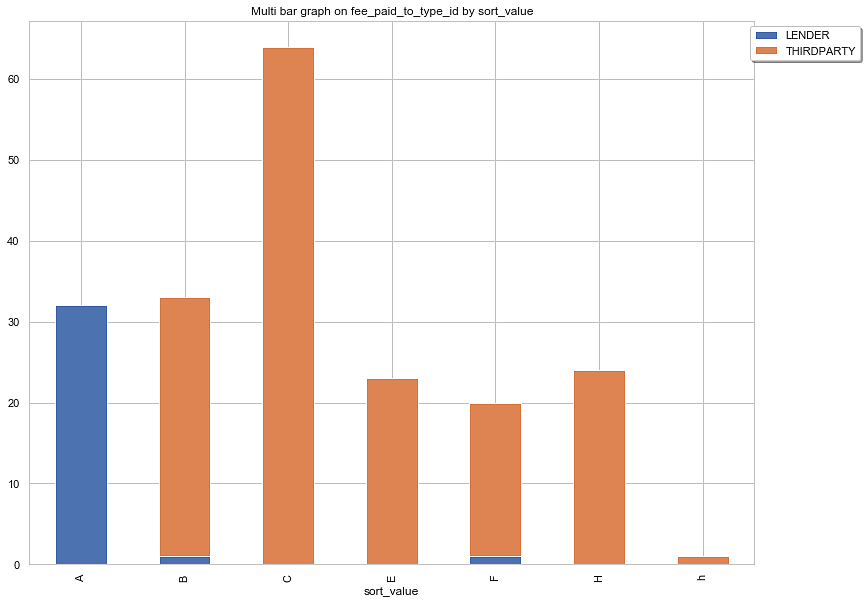 Multi bar graph on fee_paid_to_type_id by sort_value
LENDER
THIRDPARTY
60
50
40
30
20
10
0
A
B
C
E
F
H
h
sort_value